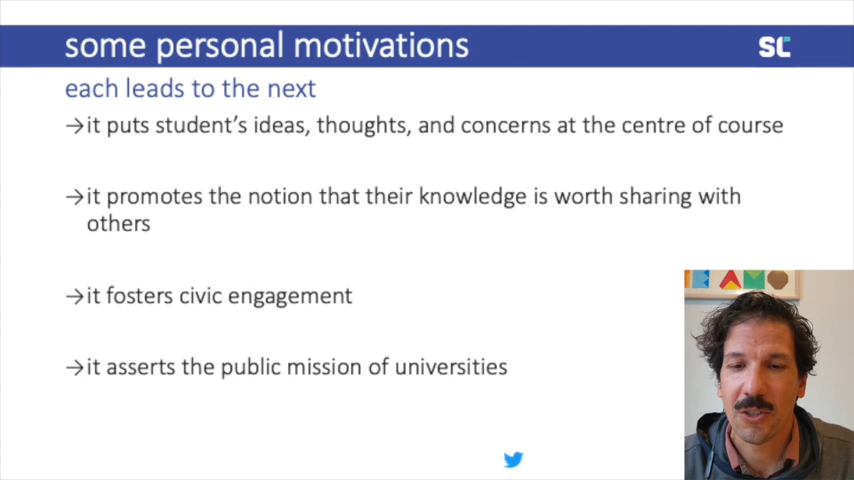 some personal motivations
SC
each leads to the next
→it puts student's ideas, thoughts, and concerns at the centre of course
→it promotes the notion that their knowledge is worth sharing with
others
→it fosters civic engagement
→it asserts the public mission of universities